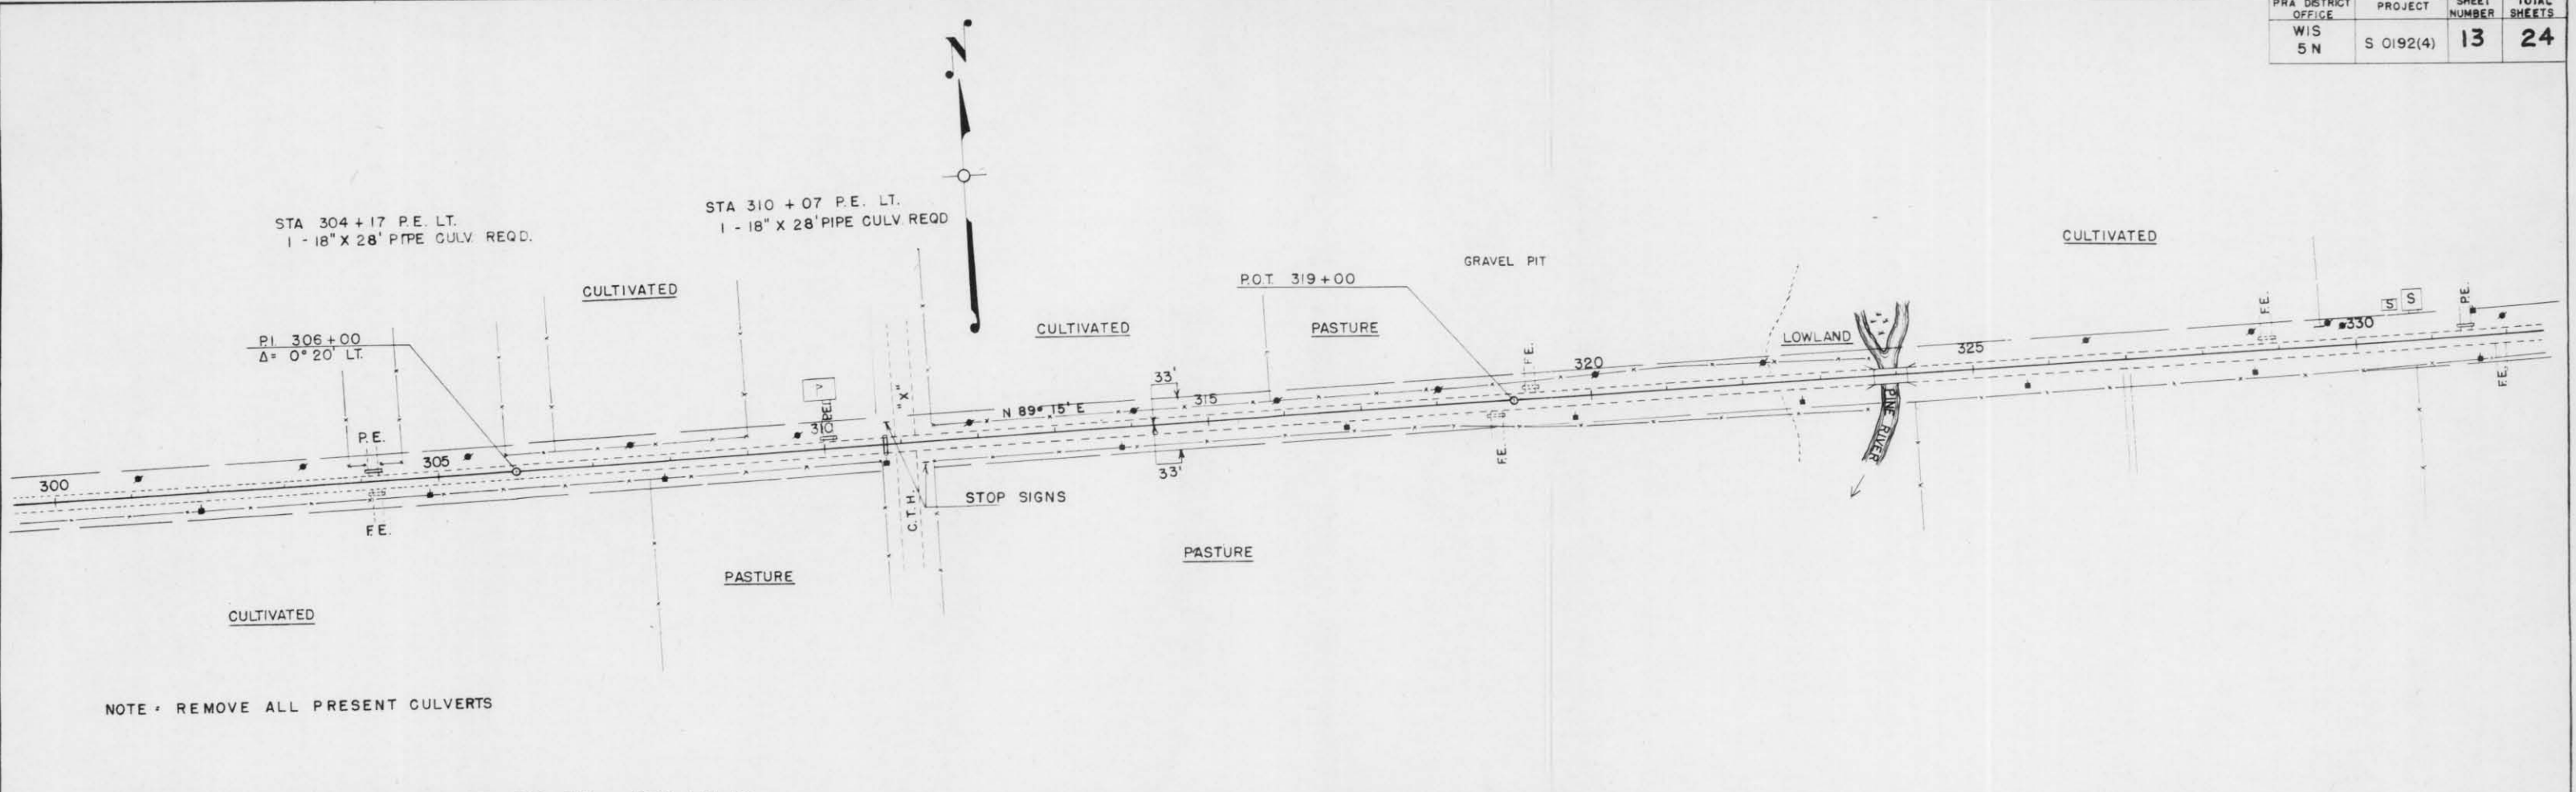 PRA DISTRICT OFFICE
PROJECT
SHEET NUMBER
TOTAL SHEETS
WIS 5 N
S 0192(4)
13
24
N
STA 304 + 17 P.E. LT.
1 - 18" X 28' PIPE CULV. REQD.
STA 310 + 07 P.E. LT.
1 - 18" X 28' PIPE CULV. REQD
CULTIVATED
GRAVEL PIT
P.O.T. 319+00
CULTIVATED
CULTIVATED
PASTURE
P.I. 306+00
Δ= 0° 20' LT.
LOWLAND
F.E.
S
S
P.E.
330
325
320
F.E.
33'
315
N 89° 15' E
"X"
V
P.E.
310
P.E.
305
300
33'
F.E.
PINE RIVER
F.E.
F.E.
C.T.H.
STOP SIGNS
PASTURE
PASTURE
CULTIVATED
NOTE: REMOVE ALL PRESENT CULVERTS